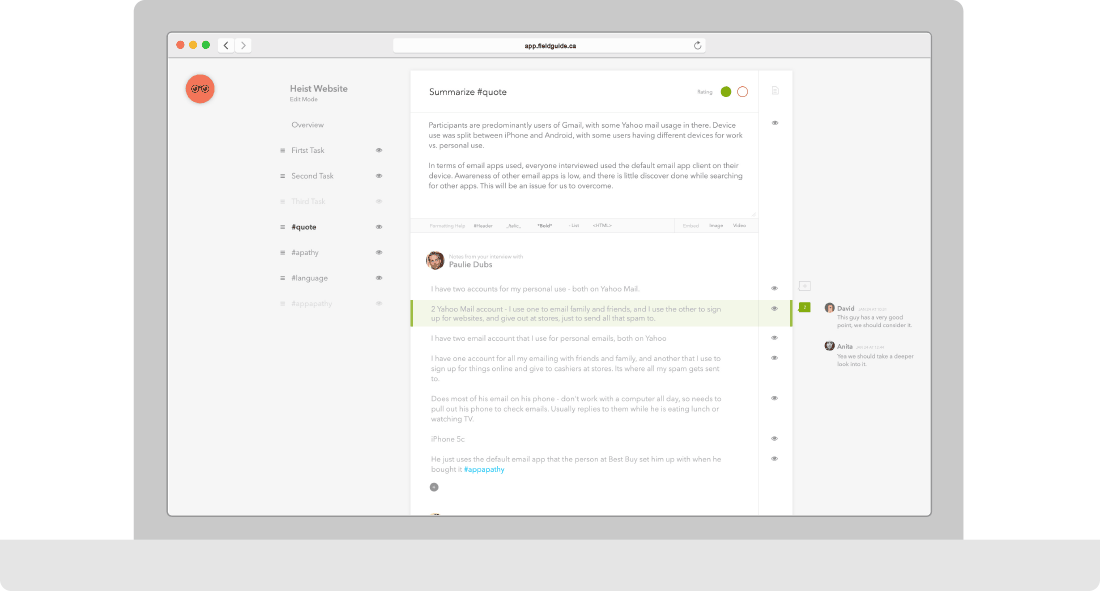 app.fieldguide.ca
Heist Website
Edit Mode
Overview
Firtst Task
Second Task
Third Task
#quote
#apathy
#language
#appapathy
Summarize #quote
Rating
Participants are predominantly users of Gmail, with some Yahoo mail usage in there. Device
use was split between iPhone and Android, with some users having different devices for work
vs. personal use.
In terms of email apps used, everyone interviewed used the default email app client on their
device. Awareness of other email apps is low, and there is little discover done while searching
for other apps. This will be an issue for us to overcome.
Formatting Help #Header _Italic_ *Bold* - List <HTML> Embed Image Video
Notes from your interview with
Paulie Dubs
I have two accounts for my personal use - both on Yahoo Mail.
2 Yahoo Mail account - I use one to email family and friends, and I use the other to sign
up for websites, and give out at stores, just to send all that spam to.
I have two email account that I use for personal emails, both on Yahoo
I have one account for all my emailing with friends and family, and another that I use to
sign up for things online and give to cashiers at stores. Its where all my spam gets sent
to.
Does most of his email on his phone - don't work with a computer all day, so needs to
pull out his phone to check emails. Usually replies to them while he is eating lunch or
watching TV.
iPhone 5c
He just uses the default email app that the person at Best Buy set him up with when he
bought it #appapathy
David
This guy has a very good
point, we should consider it.
Anita
Yea we should take a deeper
look into it.